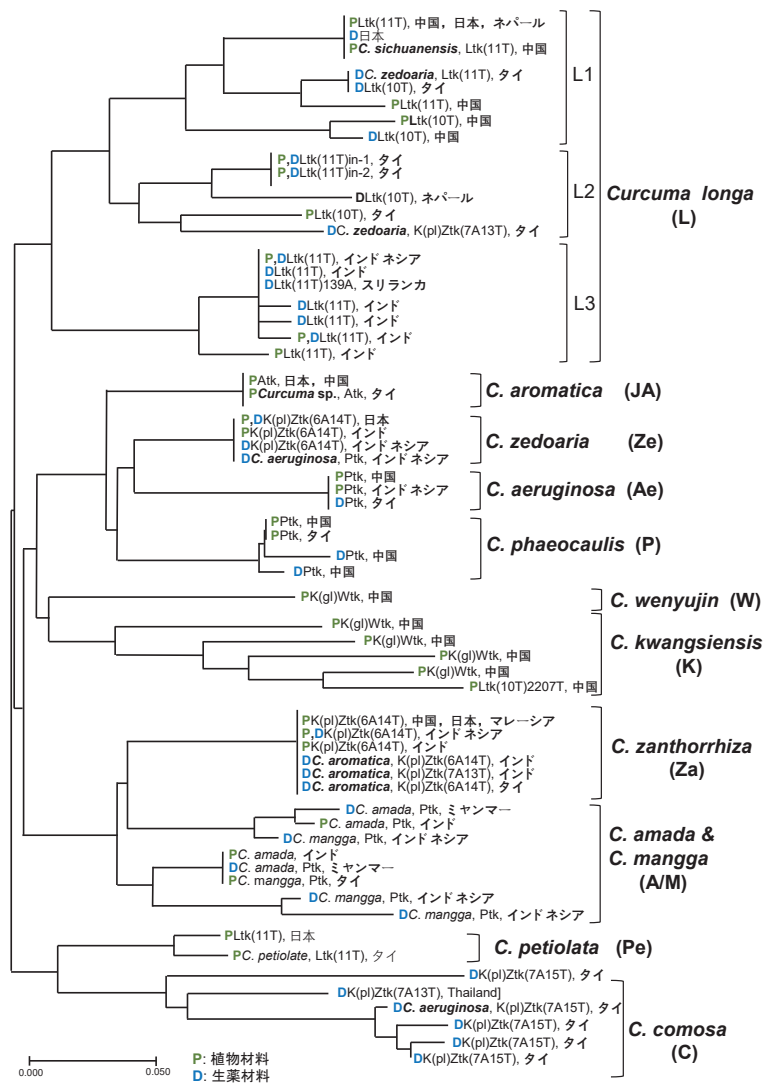 PLtk(11T), 中国，日本，ネパール
D日本
PC. sichuanensis, Ltk(11T), 中国
DC. zedoaria, Ltk(11T), タイ
DLtk(10T), タイ
PLtk(11T), 中国
PLtk(10T), 中国
DLtk(10T), 中国
L1
P,DLtk(11T)in-1, タイ
P,DLtk(11T)in-2, タイ
DLtk(10T), ネパール
PLtk(10T), タイ
DC. zedoaria, K(pl)Ztk(7A13T), タイ
L2
Curcuma longa
(L)
P,DLtk(11T), インドネシア
DLtk(11T), インド
DLtk(11T)139A, スリランカ
DLtk(11T), インド
DLtk(11T), インド
P,DLtk(11T), インド
PLtk(11T), インド
L3
PAtk, 日本，中国
PCurcuma sp., Atk, タイ
C. aromatica (JA)
P,DK(pl)Ztk(6A14T), 日本
PK(pl)Ztk(6A14T), インド
DK(pl)Ztk(6A14T), インドネシア
DC. aeruginosa, Ptk, インドネシア
C. zedoaria (Ze)
PPtk, 中国
PPtk, インドネシア
DPtk, タイ
C. aeruginosa (Ae)
PPtk, 中国
PPtk, タイ
DPtk, 中国
DPtk, 中国
C. phaeocaulis (P)
PK(gl)Wtk, 中国
C. wenyujin (W)
PK(gl)Wtk, 中国
PK(gl)Wtk, 中国
PK(gl)Wtk, 中国
PK(gl)Wtk, 中国
PLtk(10T)2207T, 中国
C. kwangsiensis
(K)
PK(pl)Ztk(6A14T), 中国，日本，マレーシア
P,DK(pl)Ztk(6A14T), インドネシア
PK(pl)Ztk(6A14T), インド
DC. aromatica, K(pl)Ztk(6A14T), インド
DC. aromatica, K(pl)Ztk(7A13T), インド
DC. aromatica, K(pl)Ztk(6A14T), タイ
C. zanthorrhiza
(Za)
DC. amada, Ptk, ミャンマー
PC. amada, Ptk, インド
DC. mangga, Ptk, インドネシア
PC. amada, インド
DC. amada, Ptk, ミャンマー
PC. mangga, Ptk, タイ
DC. mangga, Ptk, インドネシア
DC. mangga, Ptk, インドネシア
C. amada &
C. mangga
(A/M)
PLtk(11T), 日本
PC. petiolate, Ltk(11T), タイ
C. petiolata (Pe)
DK(pl)Ztk(7A15T), タイ
DK(pl)Ztk(7A13T), Thailand]
DC. aeruginosa, K(pl)Ztk(7A15T), タイ
DK(pl)Ztk(7A15T), タイ
DK(pl)Ztk(7A15T), タイ
DK(pl)Ztk(7A15T), タイ
C. comosa
(C)
0.000 0.050
P: 植物材料
D: 生薬材料